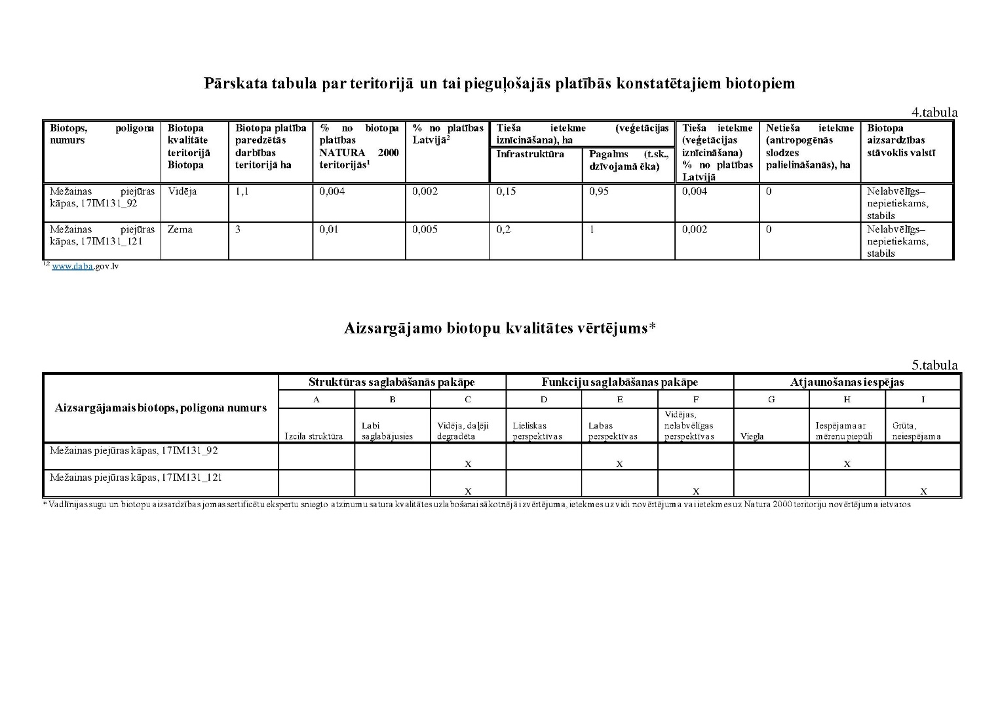 Pārskata tabula par teritorijā un tai pieguļošajās platībās konstatētajiem biotopiem
4.tabula
Biotops, poligona numurs
Biotopa kvalitāte teritorijā Biotopa
Biotopa platība paredzētās darbības teritorijā ha
% no biotopa platības NATURA 2000 teritorijās¹
% no platības Latvijā²
Tieša ietekme (veģetācijas iznīcināšana), ha
Infrastruktūra
Pagalms (t.sk., dzīvojamā ēka)
Tieša ietekme (veģetācijas iznīcināšana) % no platības Latvijā
Netieša ietekme (antropogēnās slodzes palielināšanās), ha
Biotopa aizsardzības stāvoklis valstī
Mežainas piejūras kāpas, 17IM131_92
Vidēja
1,1
0,004
0,002
0,15
0,95
0,004
0
Nelabvēlīgs–nepietiekams, stabils
Mežainas piejūras kāpas, 17IM131_121
Zema
3
0,01
0,005
0,2
1
0,002
0
Nelabvēlīgs–nepietiekams, stabils
¹,² www.daba.gov.lv
Aizsargājamo biotopu kvalitātes vērtējums*
5.tabula
Aizsargājamais biotops, poligona numurs
Struktūras saglabāšanās pakāpe
Funkciju saglabāšanas pakāpe
Atjaunošanas iespējas
A B C D E F G H I
Izcila struktūra
Labi saglabājusies
Vidēja, daļēji degradēta
Lieliskas perspektīvas
Labas perspektīvas
Vidējas, nelabvēlīgas perspektīvas
Viegla
Iespējama ar mērenu piepūli
Grūta, neiespējama
Mežainas piejūras kāpas, 17IM131_92
X X X
Mežainas piejūras kāpas, 17IM131_121
X X X
* Vadlīnijas sugu un biotopu aizsardzības jomas sertificētu ekspertu sniegto atzinumu satura kvalitātes uzlabošanai sākotnējā izvērtējuma, ietekmes uz vidi novērtējuma vai ietekmes uz Natura 2000 teritoriju novērtējuma ietvaros